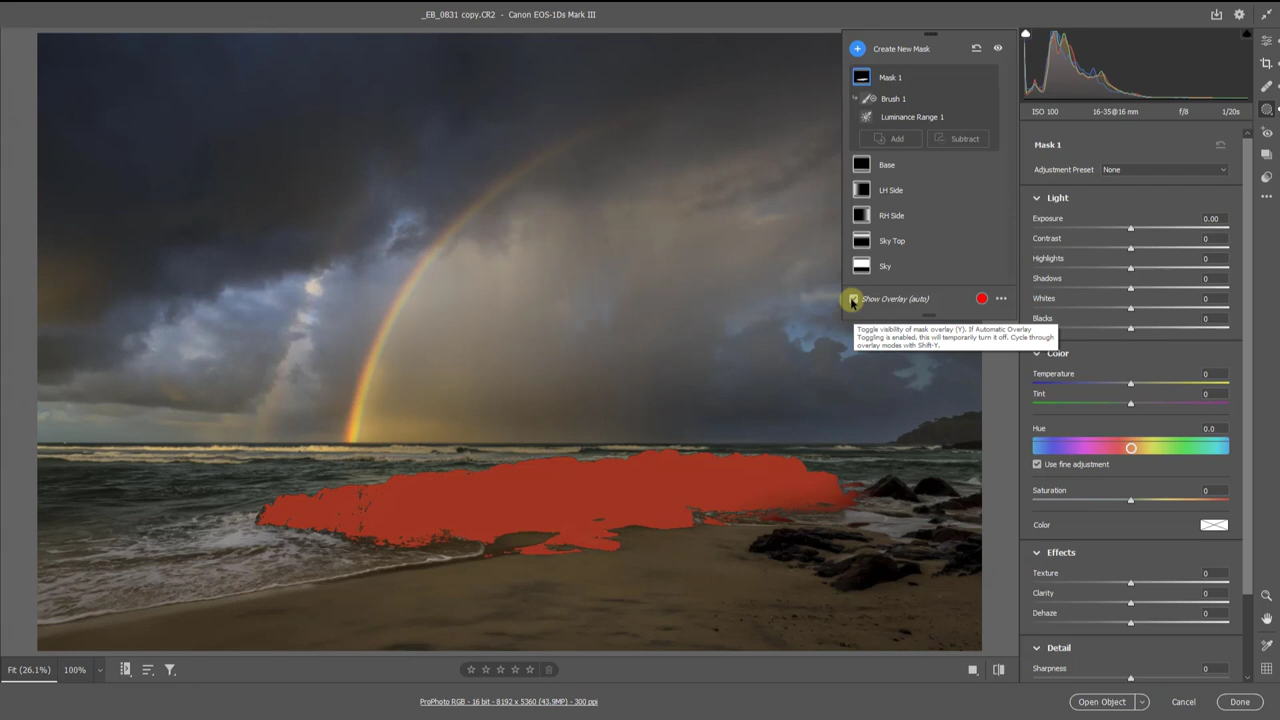 _EB_0831 copy.CR2 - Canon EOS-1Ds Mark III
Create New Mask
Mask 1
Brush 1
Luminance Range 1
Add
Subtract
Base
LH Side
RH Side
Sky Top
Sky
Show Overlay (auto)
Toggle visibility of mask overlay (Y). If Automatic Overlay
Toggling is enabled, this will temporarily turn it off. Cycle through
overlay modes with Shift-Y.
ISO 100
16-35@16 mm
f/8
1/20s
Mask 1
Adjustment Preset
None
Light
Exposure
0.00
Contrast
0
Highlights
0
Shadows
0
Whites
0
Blacks
0
Color
Temperature
0
Tint
0
Hue
0.0
Use fine adjustment
Saturation
0
Color
Effects
Texture
0
Clarity
0
Dehaze
0
Detail
Sharpness
0
Fit (26.1%)
100%
ProPhoto RGB - 16 bit - 8192 x 5360 (43.9MP) - 300 ppi
Open Object
Cancel
Done